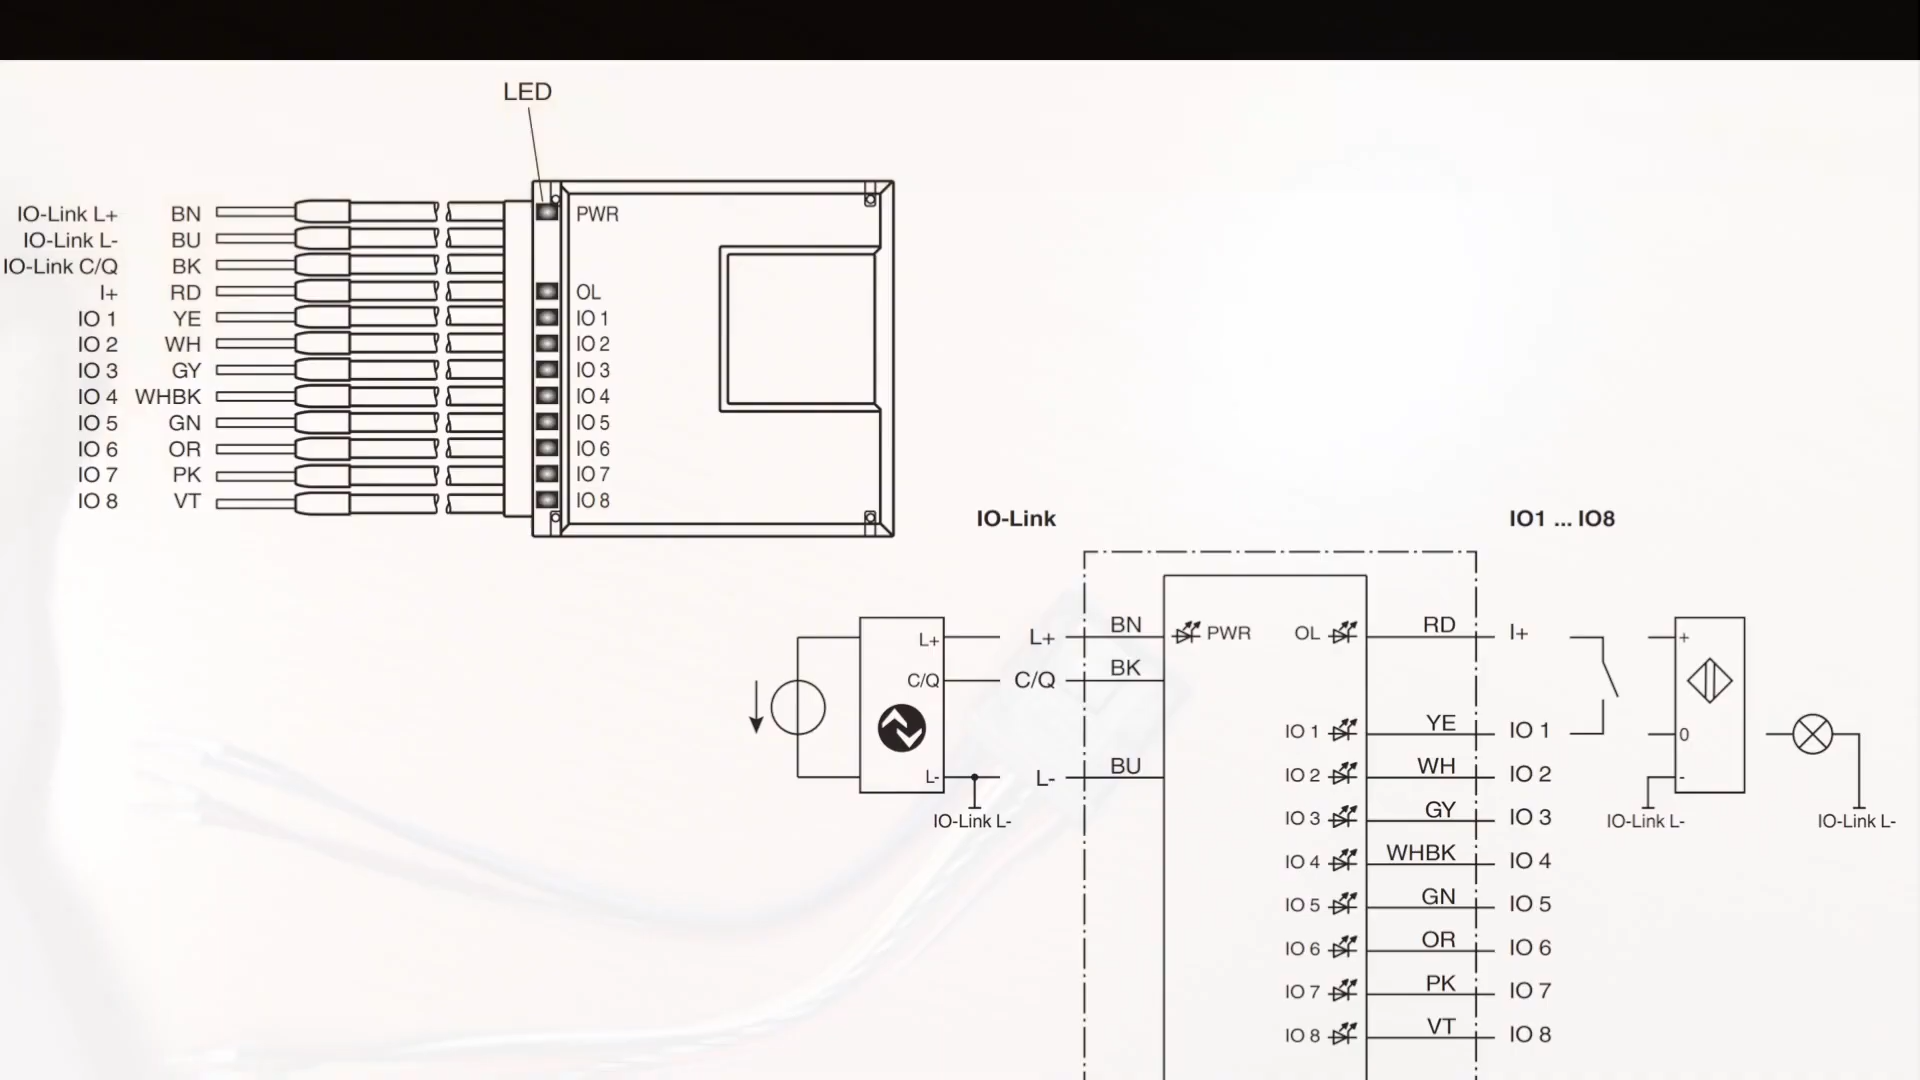 LED
IO-Link L+ BN PWR
IO-Link L- BU
IO-Link C/Q BK
I+ RD OL
IO 1 YE IO 1
IO 2 WH IO 2
IO 3 GY IO 3
IO 4 WHBK IO 4
IO 5 GN IO 5
IO 6 OR IO 6
IO 7 PK IO 7
IO 8 VT IO 8
IO-Link IO1 ... IO8
L+ L+ BN PWR OL RD I+ +
C/Q C/Q BK
IO 1 YE IO 1 0
L- L- BU IO 2 WH IO 2 -
IO-Link L- IO 3 GY IO 3 IO-Link L- IO-Link L-
IO 4 WHBK IO 4
IO 5 GN IO 5
IO 6 OR IO 6
IO 7 PK IO 7
IO 8 VT IO 8